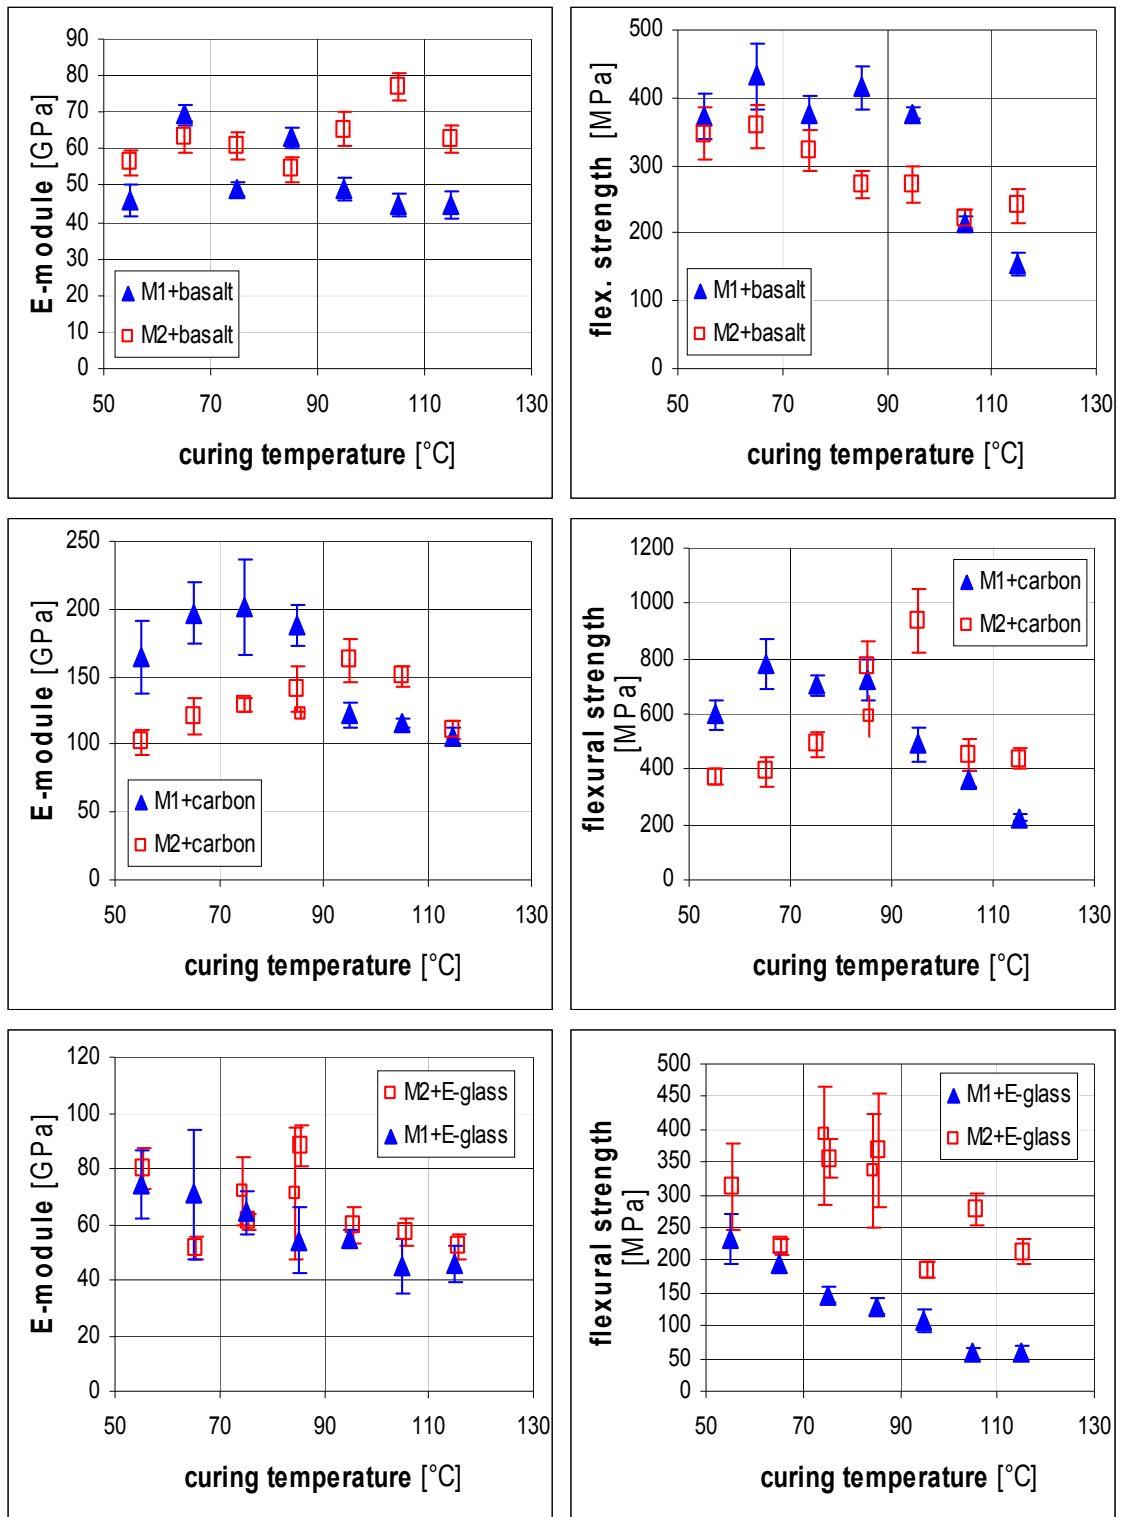 90
80
70
60
50
40
30
20
10
0
E-module [GPa]
M1+basalt
M2+basalt
50 70 90 110 130
curing temperature [°C]
500
400
300
200
100
0
flex. strength [MPa]
M1+basalt
M2+basalt
50 70 90 110 130
curing temperature [°C]
250
200
150
100
50
0
E-module [GPa]
M1+carbon
M2+carbon
50 70 90 110 130
curing temperature [°C]
1200
1000
800
600
400
200
0
flexural strength
[MPa]
M1+carbon
M2+carbon
50 70 90 110 130
curing temperature [°C]
120
100
80
60
40
20
0
E-module [GPa]
M2+E-glass
M1+E-glass
50 70 90 110 130
curing temperature [°C]
500
450
400
350
300
250
200
150
100
50
0
flexural strength
[MPa]
M1+E-glass
M2+E-glass
50 70 90 110 130
curing temperature [°C]